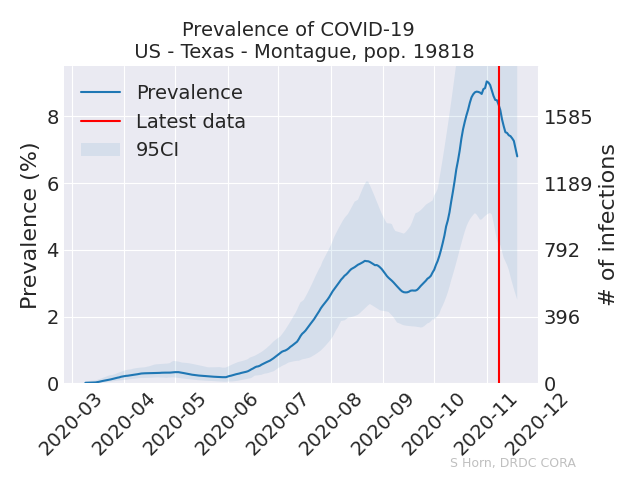 Prevalence of COVID-19
US - Texas - Montague, pop. 19818
Prevalence
Latest data
95CI
Prevalence (%)
8
6
4
2
0
1585
1189
792
396
0
# of infections
2020-03
2020-04
2020-05
2020-06
2020-07
2020-08
2020-09
2020-10
2020-11
2020-12
S Horn, DRDC CORA